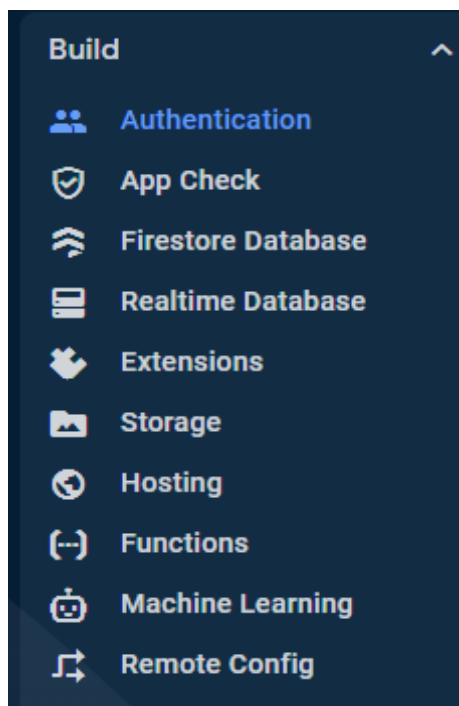 Build
Authentication
App Check
Firestore Database
Realtime Database
Extensions
Storage
Hosting
Functions
Machine Learning
Remote Config